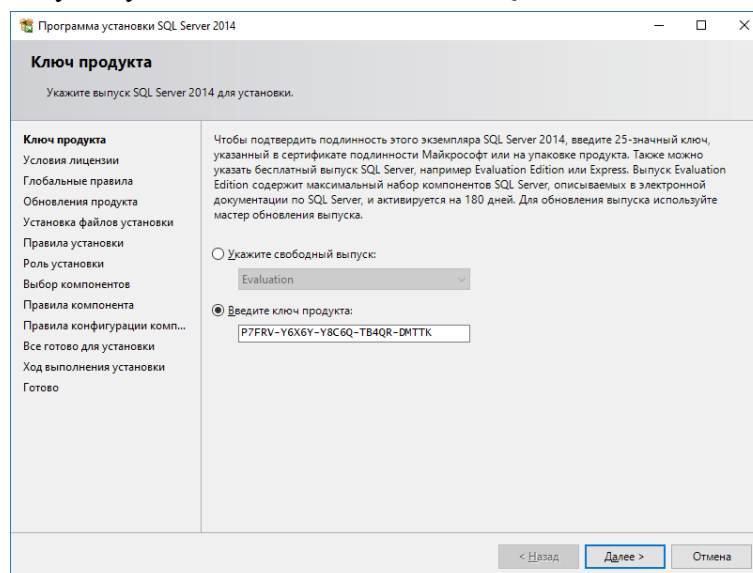 Программа установки SQL Server 2014
Ключ продукта
Укажите выпуск SQL Server 2014 для установки.
Ключ продукта
Условия лицензии
Глобальные правила
Обновления продукта
Установка файлов установки
Правила установки
Роль установки
Выбор компонентов
Правила компонента
Правила конфигурации комп...
Все готово для установки
Ход выполнения установки
Готово
Чтобы подтвердить подлинность этого экземпляра SQL Server 2014, введите 25-значный ключ,
указанный в сертификате подлинности Майкрософт или на упаковке продукта. Также можно
указать бесплатный выпуск SQL Server, например Evaluation Edition или Express. Выпуск Evaluation
Edition содержит максимальный набор компонентов SQL Server, описываемых в электронной
документации по SQL Server, и активируется на 180 дней. Для обновления выпуска используйте
мастер обновления выпуска.
Укажите свободный выпуск:
Evaluation
Введите ключ продукта:
P7FRV-Y6X6Y-Y8C6Q-TB4QR-DMTTK
< Назад
Далее >
Отмена